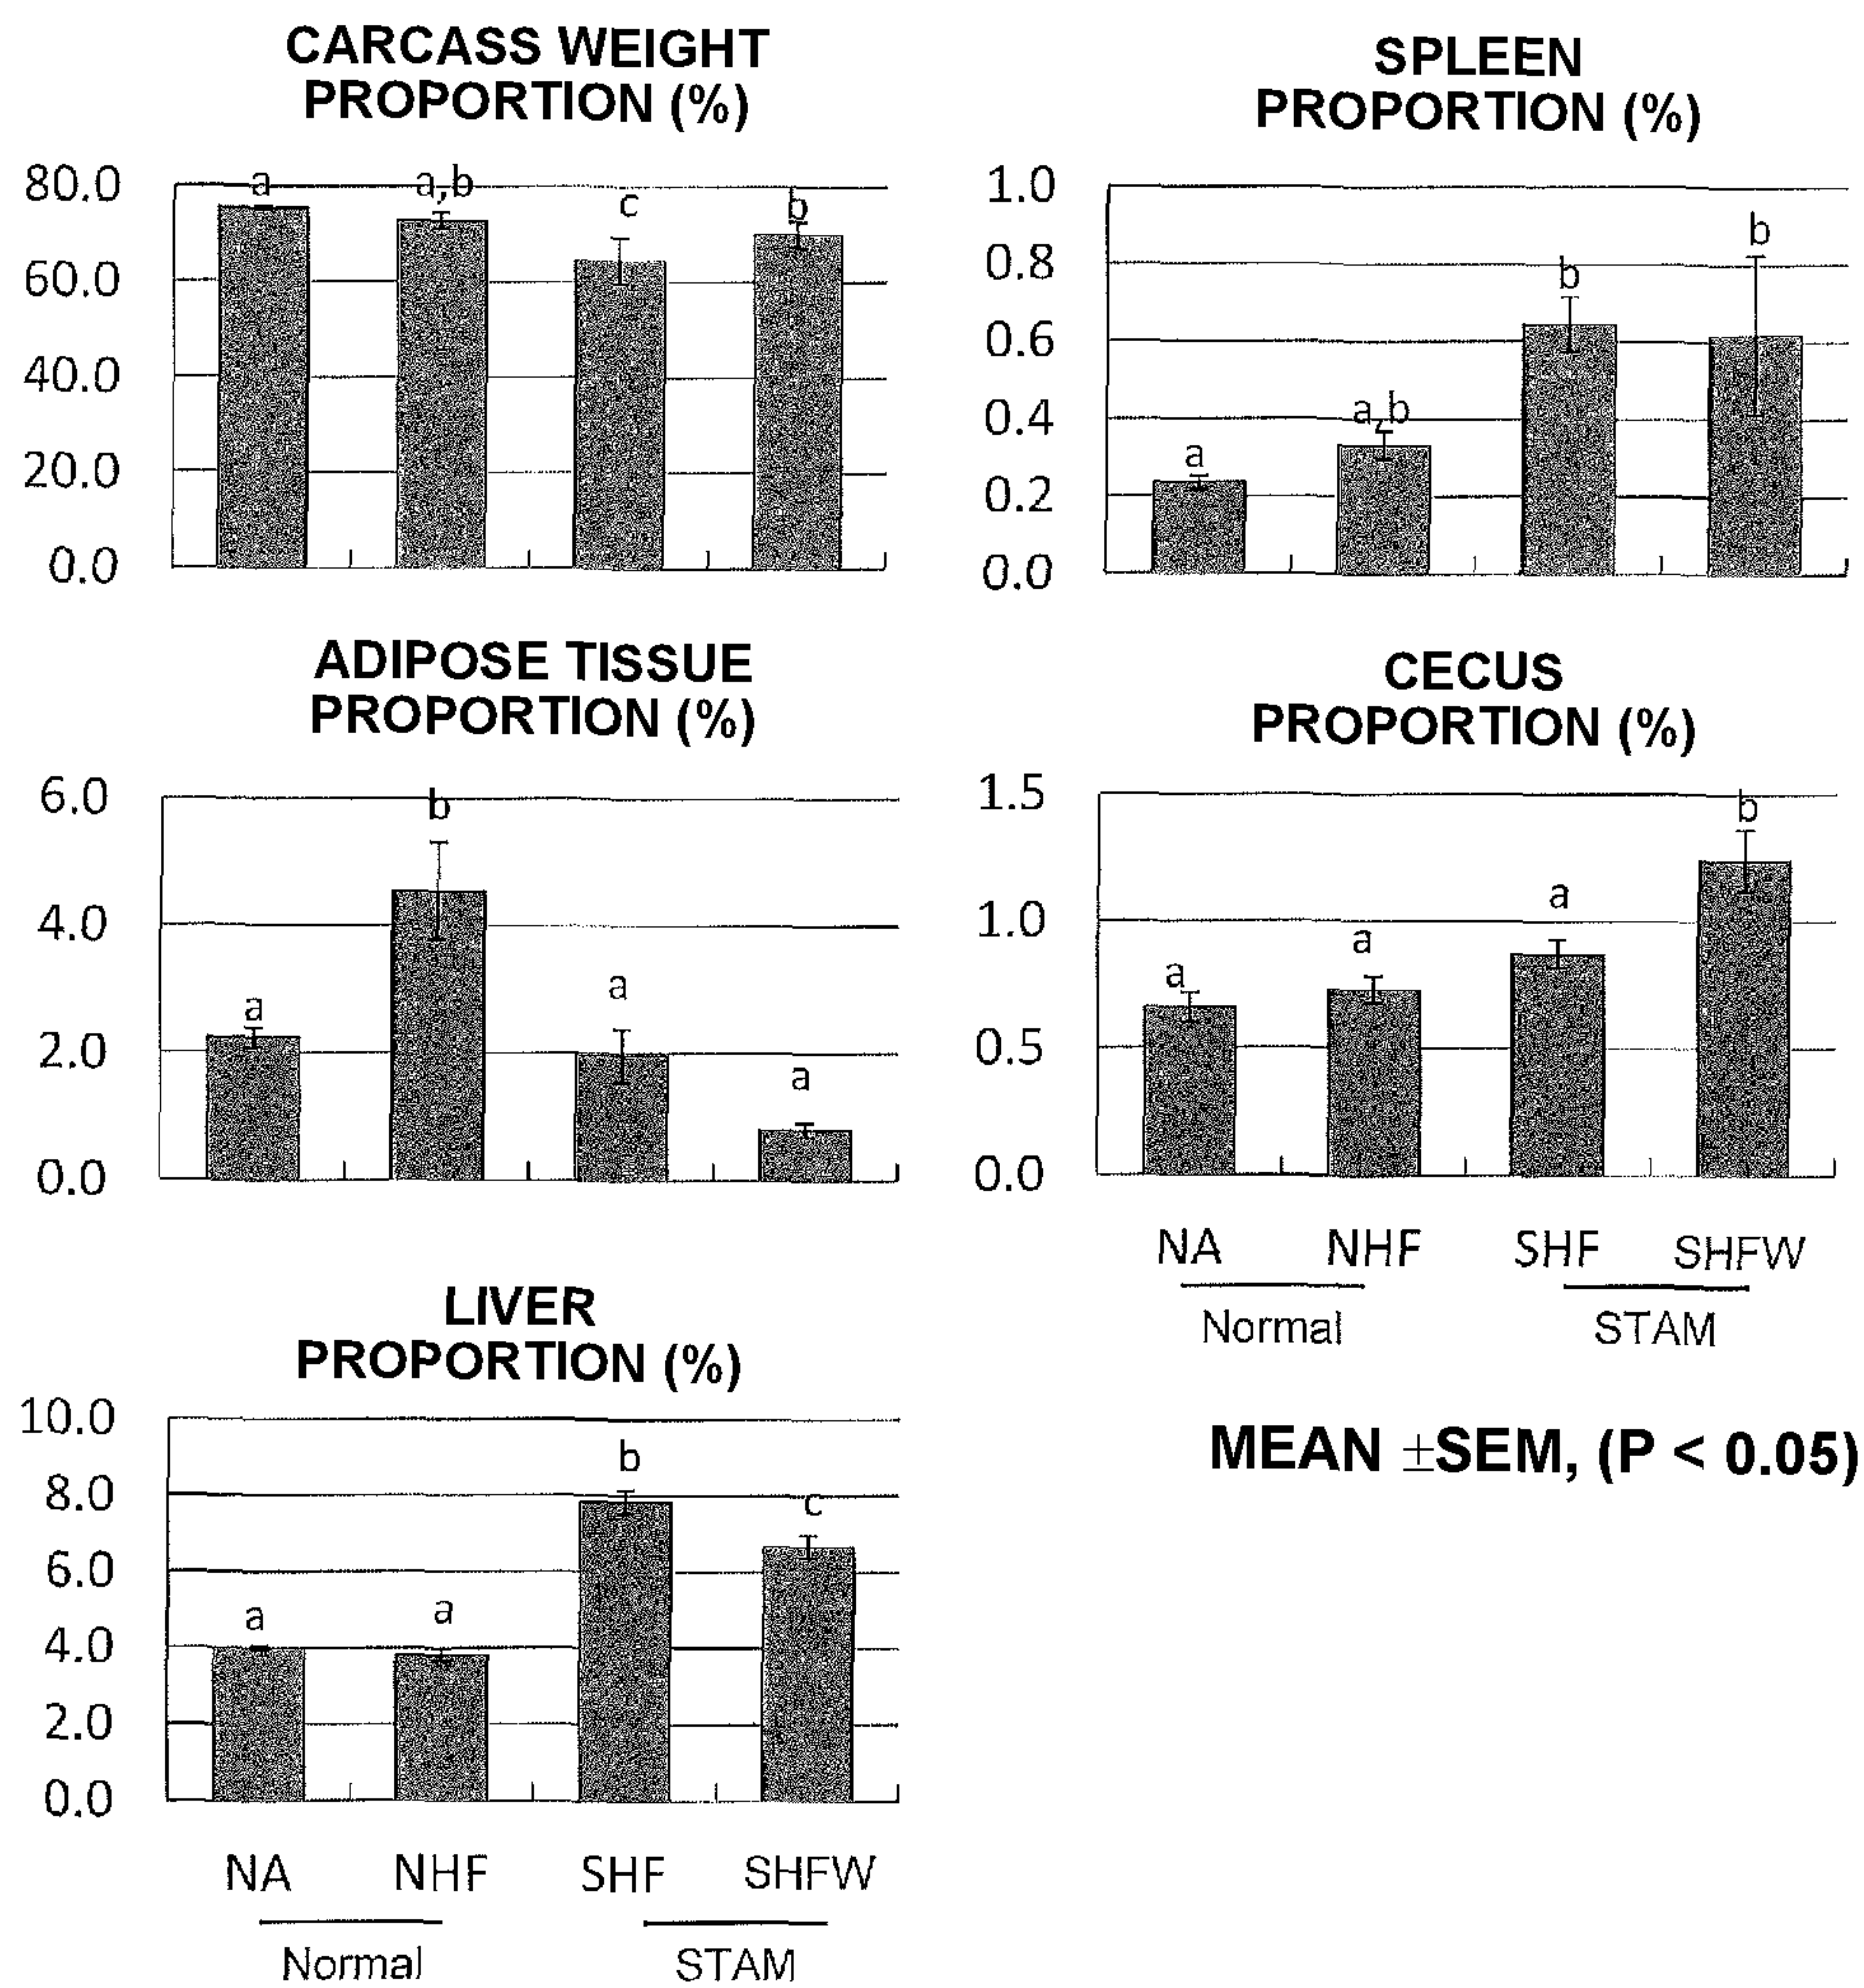 CARCASS WEIGHT
PROPORTION (%)
80.0
60.0
40.0
20.0
0.0
a
a,b
c
b
SPLEEN
PROPORTION (%)
1.0
0.8
0.6
0.4
0.2
0.0
a
a,b
b
b
ADIPOSE TISSUE
PROPORTION (%)
6.0
4.0
2.0
0.0
a
b
a
a
CECUS
PROPORTION (%)
1.5
1.0
0.5
0.0
a
a
a
b
NA NHF SHF SHFW
Normal STAM
LIVER
PROPORTION (%)
10.0
8.0
6.0
4.0
2.0
0.0
a
a
b
c
NA NHF SHF SHFW
Normal STAM
MEAN ±SEM, (P < 0.05)